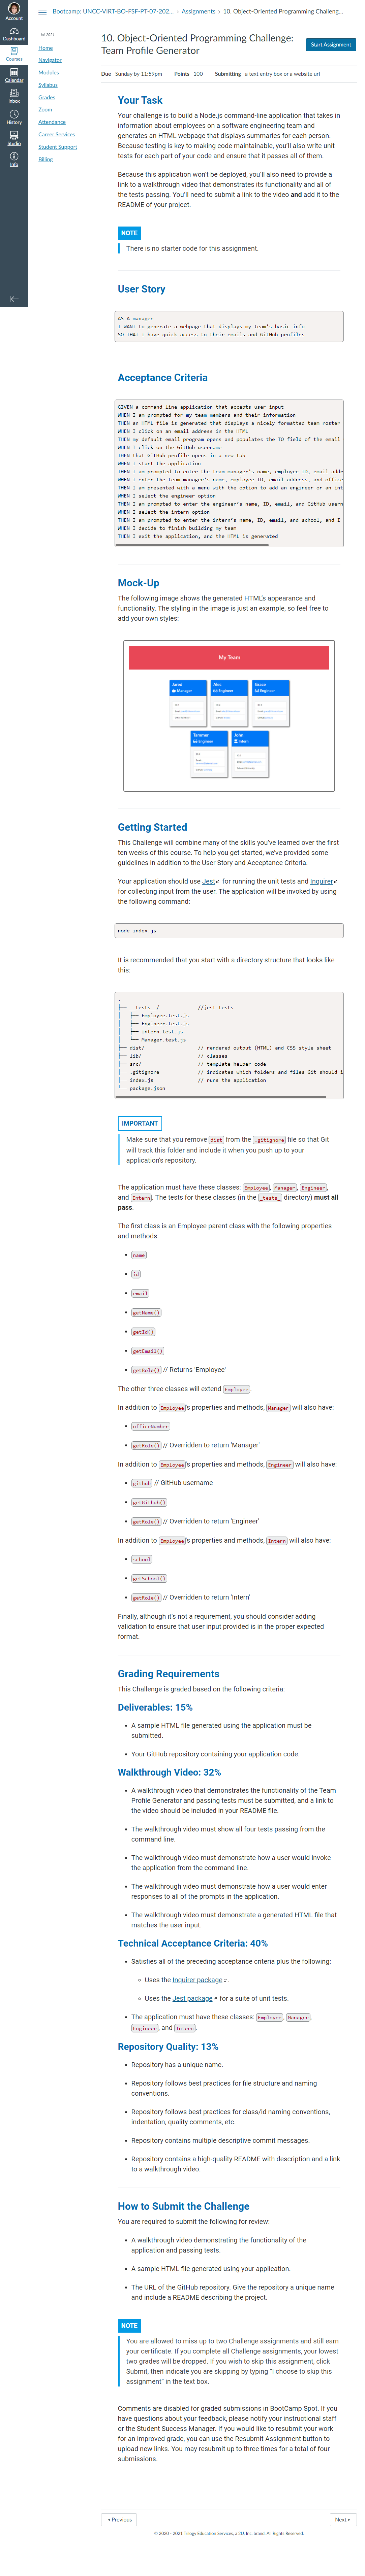 Account
Dashboard
Courses
Calendar
Inbox
History
Studio
Info
Bootcamp: UNCC-VIRT-BO-FSF-PT-07-202... › Assignments › 10. Object-Oriented Programming Challeng...
Jul 2021
Home
Navigator
Modules
Syllabus
Grades
Zoom
Attendance
Career Services
Student Support
Billing
10. Object-Oriented Programming Challenge:
Team Profile Generator
Start Assignment
Due Sunday by 11:59pm Points 100 Submitting a text entry box or a website url
Your Task
Your challenge is to build a Node.js command-line application that takes in
information about employees on a software engineering team and
generates an HTML webpage that displays summaries for each person.
Because testing is key to making code maintainable, you'll also write unit
tests for each part of your code and ensure that it passes all of them.
Because this application won't be deployed, you'll also need to provide a
link to a walkthrough video that demonstrates its functionality and all of
the tests passing. You'll need to submit a link to the video and add it to the
README of your project.
NOTE
There is no starter code for this assignment.
User Story
AS A manager
I WANT to generate a webpage that displays my team's basic info
SO THAT I have quick access to their emails and GitHub profiles
Acceptance Criteria
GIVEN a command-line application that accepts user input
WHEN I am prompted for my team members and their information
THEN an HTML file is generated that displays a nicely formatted team roster
WHEN I click on an email address in the HTML
THEN my default email program opens and populates the TO field of the email
WHEN I click on the GitHub username
THEN that GitHub profile opens in a new tab
WHEN I start the application
THEN I am prompted to enter the team manager's name, employee ID, email addr
WHEN I enter the team manager's name, employee ID, email address, and office
THEN I am presented with a menu with the option to add an engineer or an int
WHEN I select the engineer option
THEN I am prompted to enter the engineer's name, ID, email, and GitHub usern
WHEN I select the intern option
THEN I am prompted to enter the intern's name, ID, email, and school, and I
WHEN I decide to finish building my team
THEN I exit the application, and the HTML is generated
Mock-Up
The following image shows the generated HTML's appearance and
functionality. The styling in the image is just an example, so feel free to
add your own styles:
My Team
Jared
Manager
Alec
Engineer
Grace
Engineer
Tammer
Engineer
John
Intern
Getting Started
This Challenge will combine many of the skills you've learned over the first
ten weeks of this course. To help you get started, we've provided some
guidelines in addition to the User Story and Acceptance Criteria.
Your application should use Jest for running the unit tests and Inquirer
for collecting input from the user. The application will be invoked by using
the following command:
node index.js
It is recommended that you start with a directory structure that looks like
this:
.
├── __tests__/ //jest tests
│ ├── Employee.test.js
│ ├── Engineer.test.js
│ ├── Intern.test.js
│ └── Manager.test.js
├── dist/ // rendered output (HTML) and CSS style sheet
├── lib/ // classes
├── src/ // template helper code
├── .gitignore // indicates which folders and files Git should i
├── index.js // runs the application
└── package.json
IMPORTANT
Make sure that you remove dist from the .gitignore file so that Git
will track this folder and include it when you push up to your
application's repository.
The application must have these classes: Employee, Manager, Engineer,
and Intern. The tests for these classes (in the _tests_ directory) must all
pass.
The first class is an Employee parent class with the following properties
and methods:
• name
• id
• email
• getName()
• getId()
• getEmail()
• getRole() // Returns 'Employee'
The other three classes will extend Employee.
In addition to Employee's properties and methods, Manager will also have:
• officeNumber
• getRole() // Overridden to return 'Manager'
In addition to Employee's properties and methods, Engineer will also have:
• github // GitHub username
• getGithub()
• getRole() // Overridden to return 'Engineer'
In addition to Employee's properties and methods, Intern will also have:
• school
• getSchool()
• getRole() // Overridden to return 'Intern'
Finally, although it's not a requirement, you should consider adding
validation to ensure that user input provided is in the proper expected
format.
Grading Requirements
This Challenge is graded based on the following criteria:
Deliverables: 15%
• A sample HTML file generated using the application must be
submitted.
• Your GitHub repository containing your application code.
Walkthrough Video: 32%
• A walkthrough video that demonstrates the functionality of the Team
Profile Generator and passing tests must be submitted, and a link to
the video should be included in your README file.
• The walkthrough video must show all four tests passing from the
command line.
• The walkthrough video must demonstrate how a user would invoke
the application from the command line.
• The walkthrough video must demonstrate how a user would enter
responses to all of the prompts in the application.
• The walkthrough video must demonstrate a generated HTML file that
matches the user input.
Technical Acceptance Criteria: 40%
• Satisfies all of the preceding acceptance criteria plus the following:
◦ Uses the Inquirer package.
◦ Uses the Jest package for a suite of unit tests.
• The application must have these classes: Employee, Manager,
Engineer, and Intern.
Repository Quality: 13%
• Repository has a unique name.
• Repository follows best practices for file structure and naming
conventions.
• Repository follows best practices for class/id naming conventions,
indentation, quality comments, etc.
• Repository contains multiple descriptive commit messages.
• Repository contains a high-quality README with description and a link
to a walkthrough video.
How to Submit the Challenge
You are required to submit the following for review:
• A walkthrough video demonstrating the functionality of the
application and passing tests.
• A sample HTML file generated using your application.
• The URL of the GitHub repository. Give the repository a unique name
and include a README describing the project.
NOTE
You are allowed to miss up to two Challenge assignments and still earn
your certificate. If you complete all Challenge assignments, your lowest
two grades will be dropped. If you wish to skip this assignment, click
Submit, then indicate you are skipping by typing "I choose to skip this
assignment" in the text box.
Comments are disabled for graded submissions in BootCamp Spot. If you
have questions about your feedback, please notify your instructional staff
or the Student Success Manager. If you would like to resubmit your work
for an improved grade, you can use the Resubmit Assignment button to
upload new links. You may resubmit up to three times for a total of four
submissions.
◂ Previous
Next ▸
© 2020 - 2021 Trilogy Education Services, a 2U, Inc. brand. All Rights Reserved.